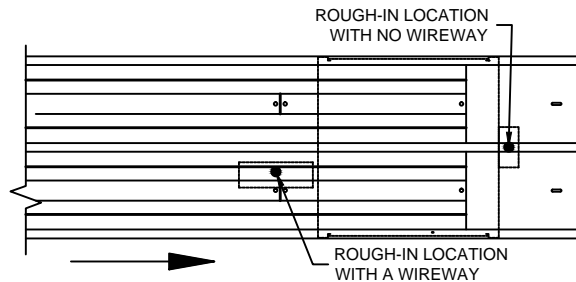 ROUGH-IN LOCATION
WITH NO WIREWAY
ROUGH-IN LOCATION
WITH A WIREWAY